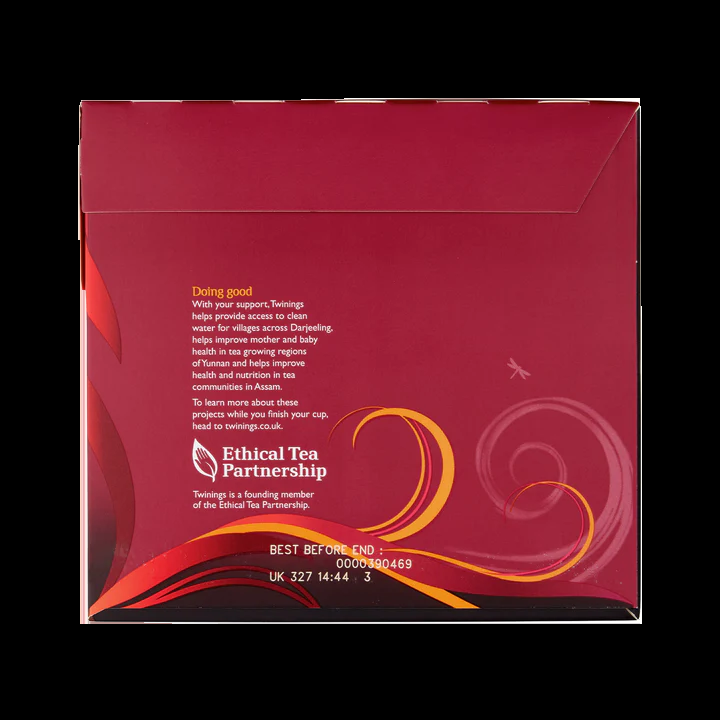 Doing good
With your support, Twinings
helps provide access to clean
water for villages across Darjeeling,
helps improve mother and baby
health in tea growing regions
of Yunnan and helps improve
health and nutrition in tea
communities in Assam.
To learn more about these
projects while you finish your cup,
head to twinings.co.uk.
Ethical Tea
Partnership
Twinings is a founding member
of the Ethical Tea Partnership.
BEST BEFORE END :
0000390469
UK 327 14:44 3